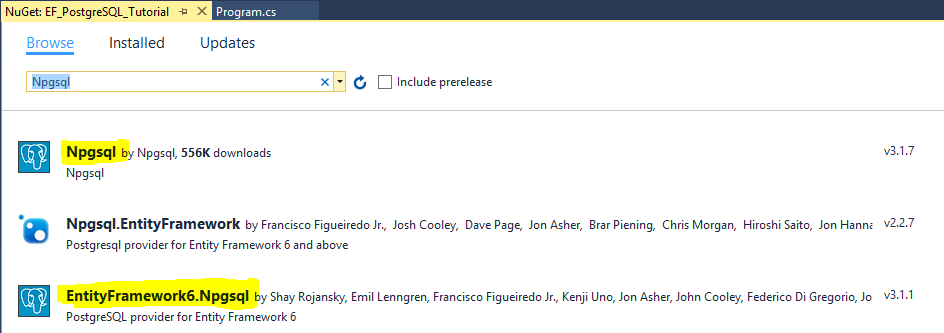 NuGet: EF_PostgreSQL_Tutorial Program.cs
Browse Installed Updates
Npgsql Include prerelease
Npgsql by Npgsql, 556K downloads v3.1.7
Npgsql
Npgsql.EntityFramework by Francisco Figueiredo Jr., Josh Cooley, Dave Page, Jon Asher, Brar Piening, Chris Morgan, Hiroshi Saito, Jon Hanna v2.2.7
Postgresql provider for Entity Framework 6 and above
EntityFramework6.Npgsql by Shay Rojansky, Emil Lenngren, Francisco Figueiredo Jr., Kenji Uno, Jon Asher, John Cooley, Federico Di Gregorio, Jo v3.1.1
PostgreSQL provider for Entity Framework 6